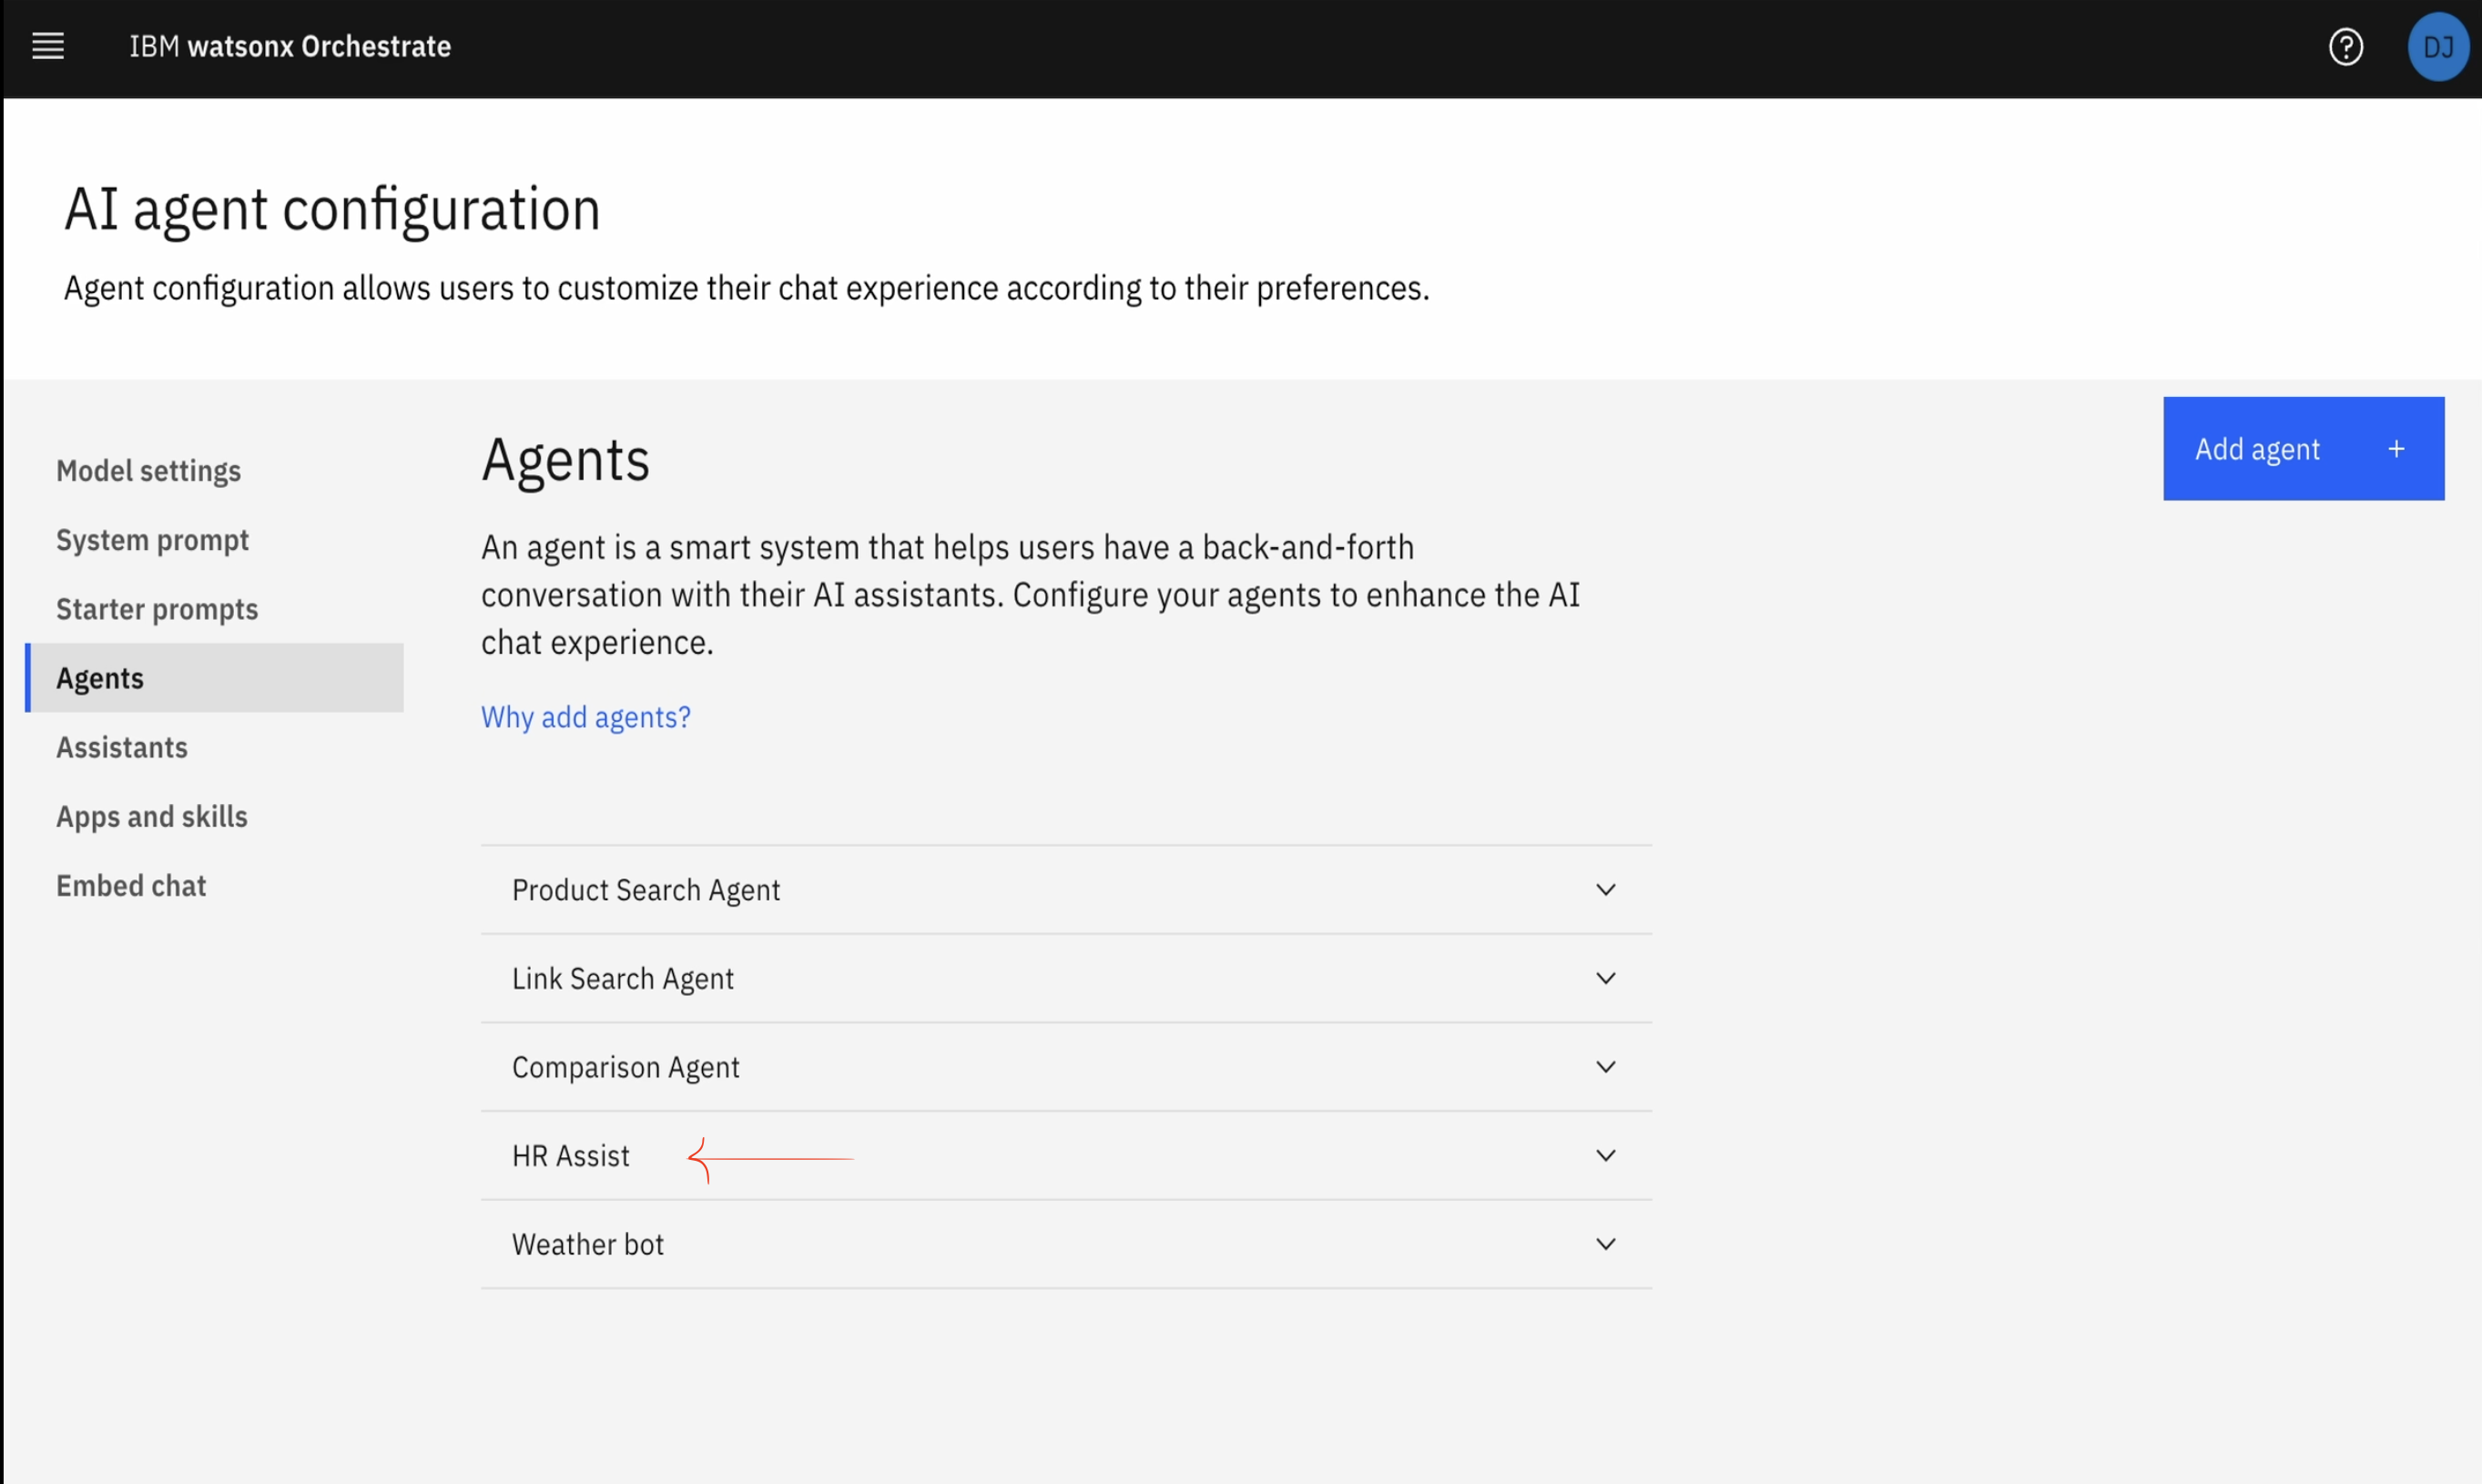 IBM watsonx Orchestrate
DJ
AI agent configuration
Agent configuration allows users to customize their chat experience according to their preferences.
Model settings
System prompt
Starter prompts
Agents
Assistants
Apps and skills
Embed chat
Agents
Add agent +
An agent is a smart system that helps users have a back-and-forth
conversation with their AI assistants. Configure your agents to enhance the AI
chat experience.
Why add agents?
Product Search Agent
Link Search Agent
Comparison Agent
HR Assist
Weather bot